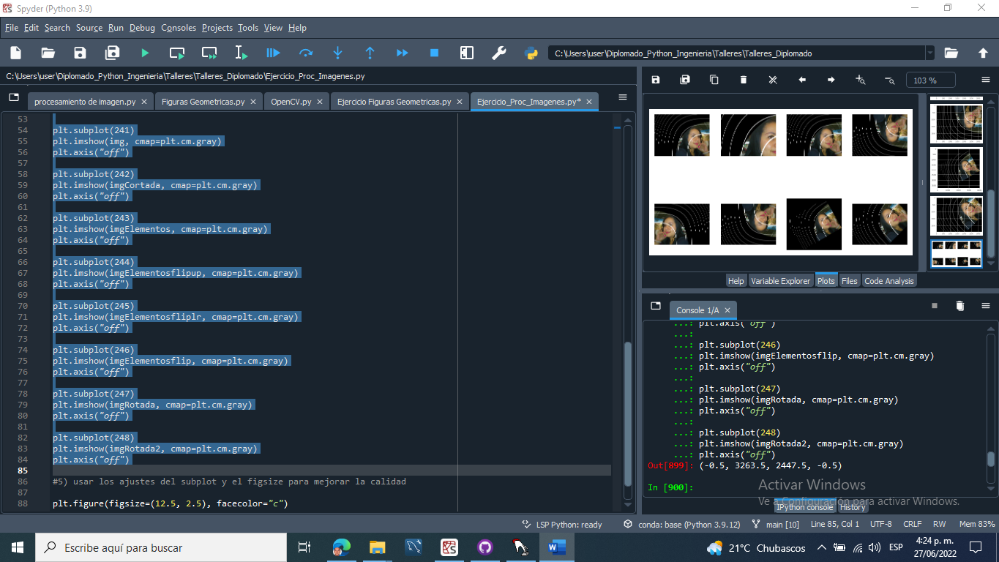 Spyder (Python 3.9)
File Edit Search Source Run Debug Consoles Projects Tools View Help
C:\Users\user\Diplomado_Python_Ingenieria\Talleres\Talleres_Diplomado
C:\Users\user\Diplomado_Python_Ingenieria\Talleres\Talleres_Diplomado\Ejercicio_Proc_Imagenes.py
procesamiento de imagen.py Figuras Geometricas.py OpenCV.py Ejercicio Figuras Geometricas.py Ejercicio_Proc_Imagenes.py*
53
54 plt.subplot(241)
55 plt.imshow(img, cmap=plt.cm.gray)
56 plt.axis("off")
57
58 plt.subplot(242)
59 plt.imshow(imgCortada, cmap=plt.cm.gray)
60 plt.axis("off")
61
62 plt.subplot(243)
63 plt.imshow(imgElementos, cmap=plt.cm.gray)
64 plt.axis("off")
65
66 plt.subplot(244)
67 plt.imshow(imgElementosflipup, cmap=plt.cm.gray)
68 plt.axis("off")
69
70 plt.subplot(245)
71 plt.imshow(imgElementosfliplr, cmap=plt.cm.gray)
72 plt.axis("off")
73
74 plt.subplot(246)
75 plt.imshow(imgElementosflip, cmap=plt.cm.gray)
76 plt.axis("off")
77
78 plt.subplot(247)
79 plt.imshow(imgRotada, cmap=plt.cm.gray)
80 plt.axis("off")
81
82 plt.subplot(248)
83 plt.imshow(imgRotada2, cmap=plt.cm.gray)
84 plt.axis("off")
85
86 #5) usar los ajustes del subplot y el figsize para mejorar la calidad
87
88 plt.figure(figsize=(12.5, 2.5), facecolor="c")
103 %
Help Variable Explorer Plots Files Code Analysis
Console 1/A
...: plt.axis("off")
...:
...: plt.subplot(246)
...: plt.imshow(imgElementosflip, cmap=plt.cm.gray)
...: plt.axis("off")
...:
...: plt.subplot(247)
...: plt.imshow(imgRotada, cmap=plt.cm.gray)
...: plt.axis("off")
...:
...: plt.subplot(248)
...: plt.imshow(imgRotada2, cmap=plt.cm.gray)
...: plt.axis("off")
Out[899]: (-0.5, 3263.5, 2447.5, -0.5)
In [900]:
Activar Windows
Ve a Configuración para activar Windows.
IPython console History
LSP Python: ready conda: base (Python 3.9.12) main [10] Line 85, Col 1 UTF-8 CRLF RW Mem 83%
Escribe aquí para buscar
21°C Chubascos ESP
4:24 p. m.
27/06/2022